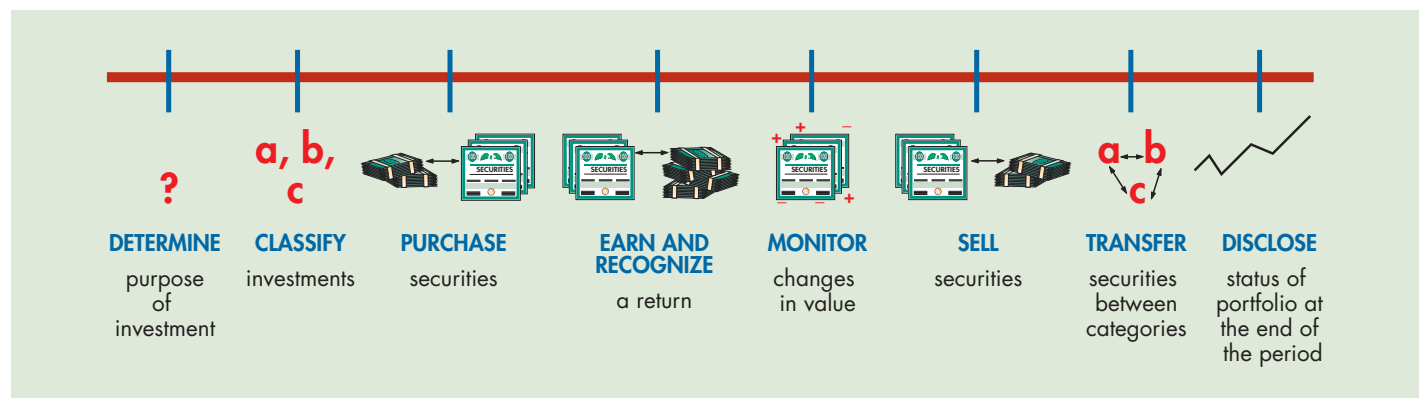 ?
DETERMINE
purpose
of
investment
a, b,
c
CLASSIFY
investments
SECURITIES
PURCHASE
securities
SECURITIES
EARN AND
RECOGNIZE
a return
+ + –
SECURITIES
– – +
MONITOR
changes
in value
SECURITIES
SELL
securities
a b
c
TRANSFER
securities
between
categories
DISCLOSE
status of
portfolio at
the end of
the period